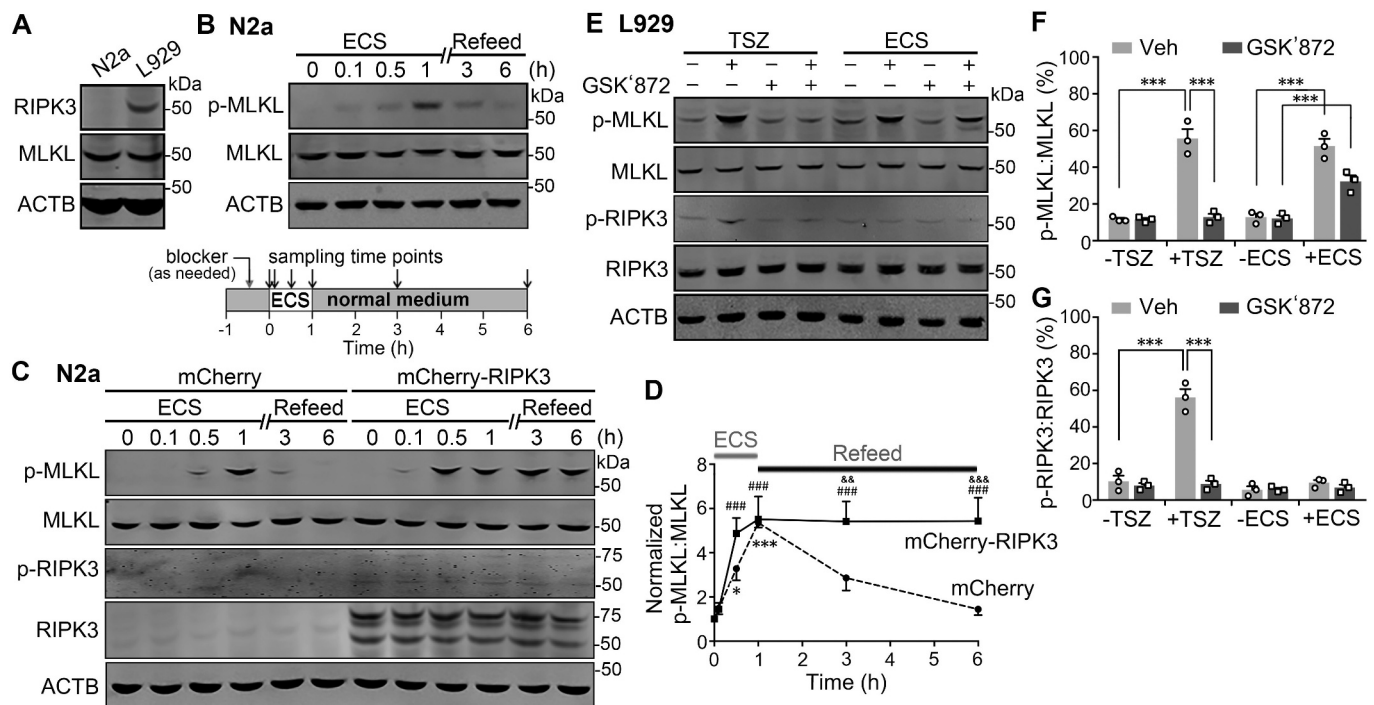 A
N2a L929
kDa
RIPK3 -50
MLKL -50
-50
ACTB
B N2a
ECS Refeed
0 0.1 0.5 1 3 6 (h)
kDa
p-MLKL -50
MLKL -50
-50
ACTB
blocker
(as needed)
sampling time points
ECS normal medium
-1 0 1 2 3 4 5 6
Time (h)
C N2a
mCherry mCherry-RIPK3
ECS Refeed ECS Refeed
0 0.1 0.5 1 3 6 0 0.1 0.5 1 3 6 (h)
kDa
p-MLKL -50
MLKL -50
-75
p-RIPK3
-50
-75
RIPK3
-50
-50
ACTB
D
ECS
Refeed
Normalized
p-MLKL:MLKL
8
6
4
2
0
### ### && ### &&& ###
* ***
mCherry-RIPK3
mCherry
0 1 2 3 4 5 6
Time (h)
E L929
TSZ ECS
– + – + – + – +
GSK‘872 – – + + – – + +
kDa
p-MLKL
-50
MLKL -50
p-RIPK3 -50
RIPK3 -50
-50
ACTB
F
Veh GSK‘872
p-MLKL:MLKL (%)
100
80
60
40
20
0
*** *** *** ***
-TSZ +TSZ -ECS +ECS
G
Veh GSK‘872
p-RIPK3:RIPK3 (%)
100
80
60
40
20
0
*** ***
-TSZ +TSZ -ECS +ECS